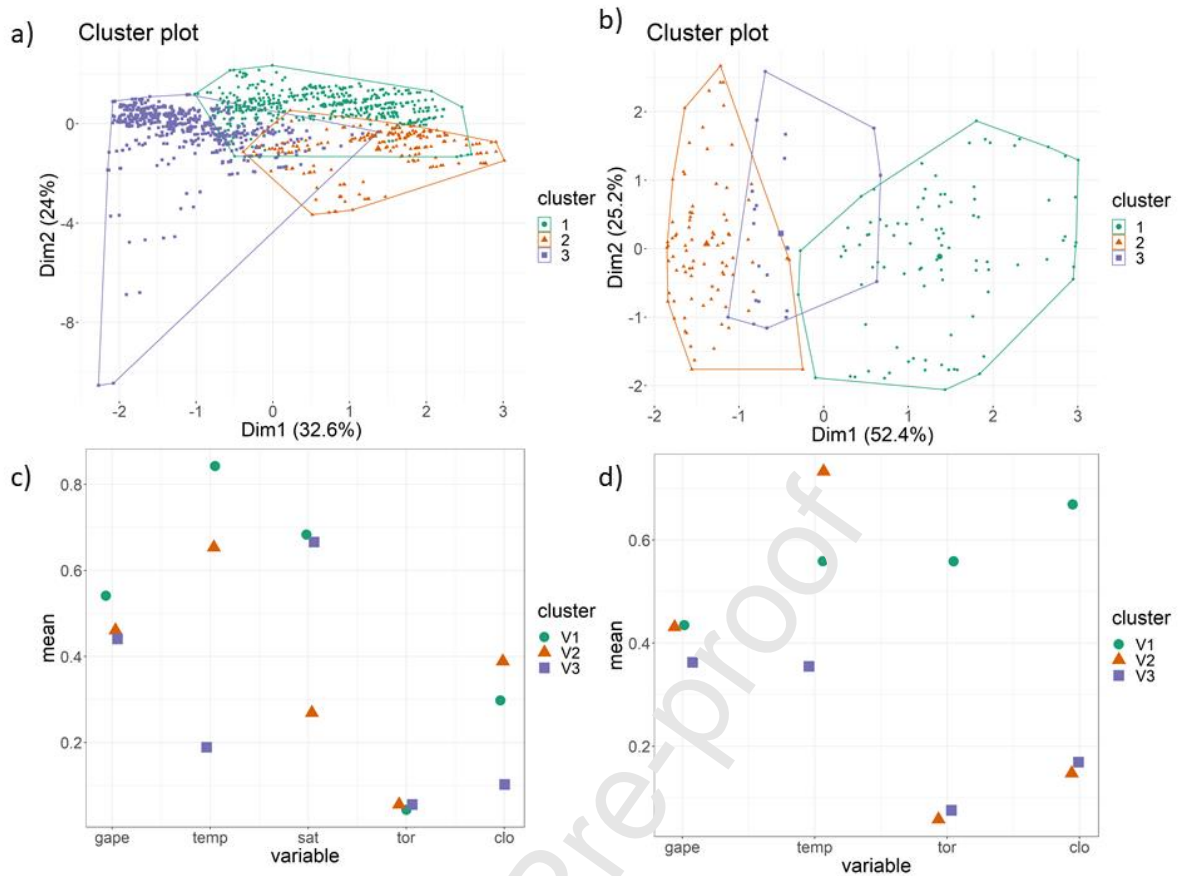 a)
Cluster plot
0
-4
-8
Dim2 (24%)
-2
-1
0
1
2
3
Dim1 (32.6%)
cluster
1
2
3
b)
Cluster plot
2
1
0
-1
-2
Dim2 (25.2%)
-2
-1
0
1
2
3
Dim1 (52.4%)
cluster
1
2
3
c)
0.8
0.6
0.4
0.2
mean
gape temp sat tor clo
variable
cluster
V1
V2
V3
d)
0.6
0.4
0.2
mean
gape temp tor clo
variable
cluster
V1
V2
V3
Pre-proof